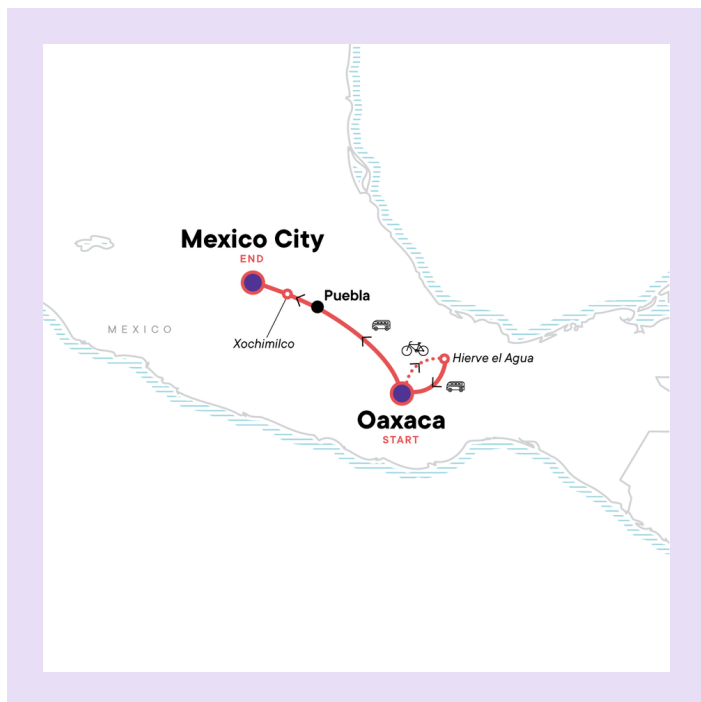 Mexico City
END
Puebla
MEXICO
Xochimilco
Hierve el Agua
Oaxaca
START